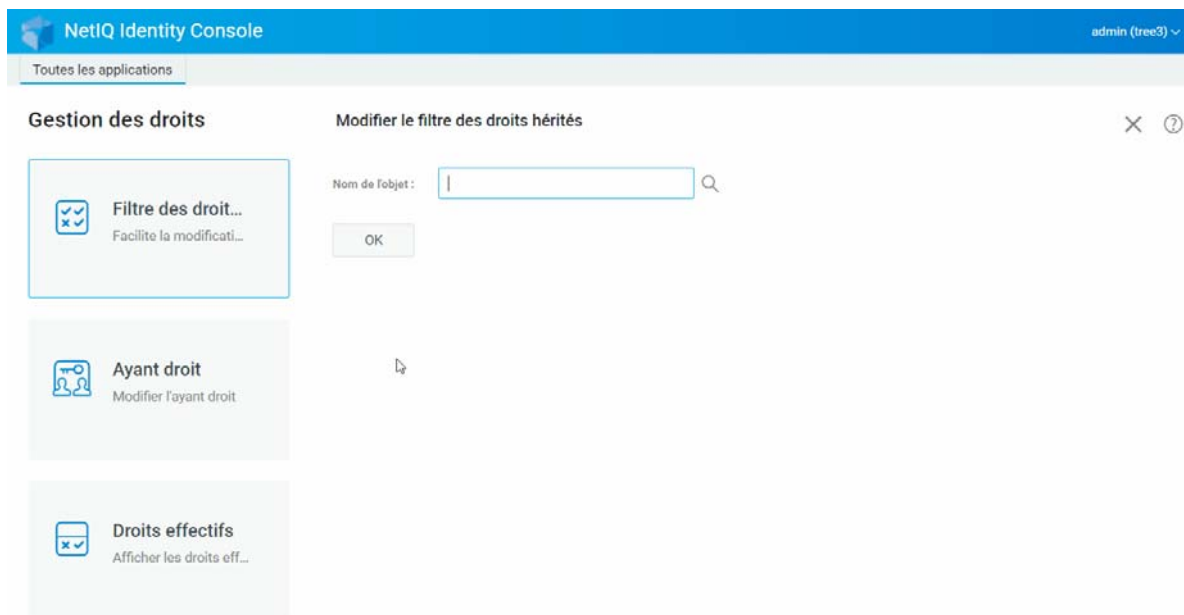 NetIQ Identity Console
admin (tree3)
Toutes les applications
Gestion des droits
Modifier le filtre des droits hérités
Nom de l'objet :
OK
Filtre des droit...
Facilite la modificati...
Ayant droit
Modifier l'ayant droit
Droits effectifs
Afficher les droits eff...